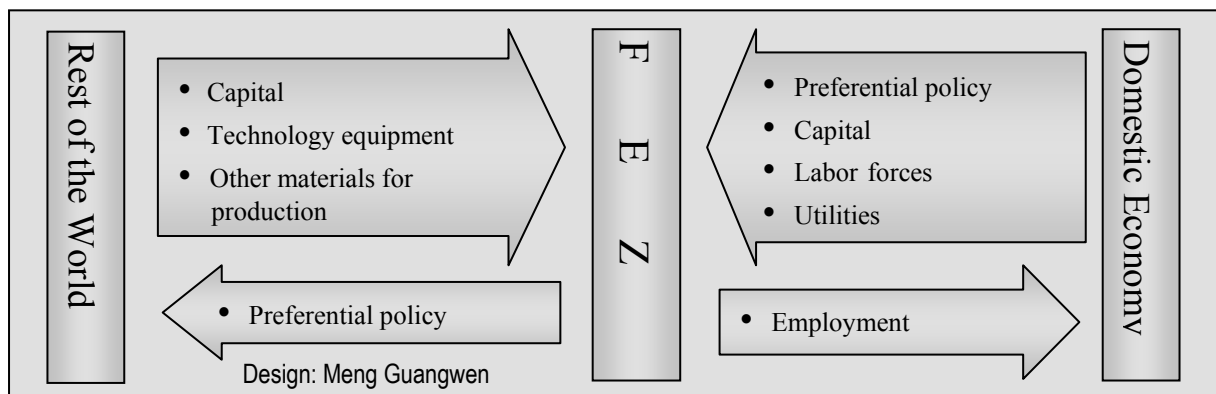 Rest of the World
• Capital
• Technology equipment
• Other materials for
production
• Preferential policy
Design: Meng Guangwen
F E Z
• Preferential policy
• Capital
• Labor forces
• Utilities
• Employment
Domestic Economy